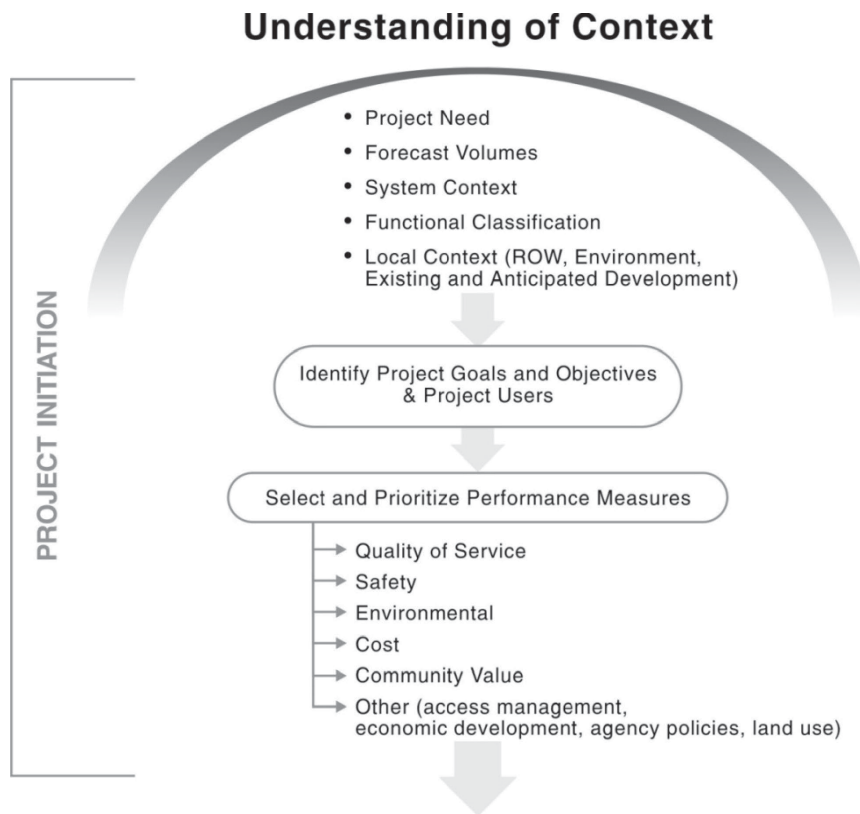 Understanding of Context
PROJECT INITIATION
• Project Need
• Forecast Volumes
• System Context
• Functional Classification
• Local Context (ROW, Environment,
Existing and Anticipated Development)
Identify Project Goals and Objectives
& Project Users
Select and Prioritize Performance Measures
Quality of Service
Safety
Environmental
Cost
Community Value
Other (access management,
economic development, agency policies, land use)